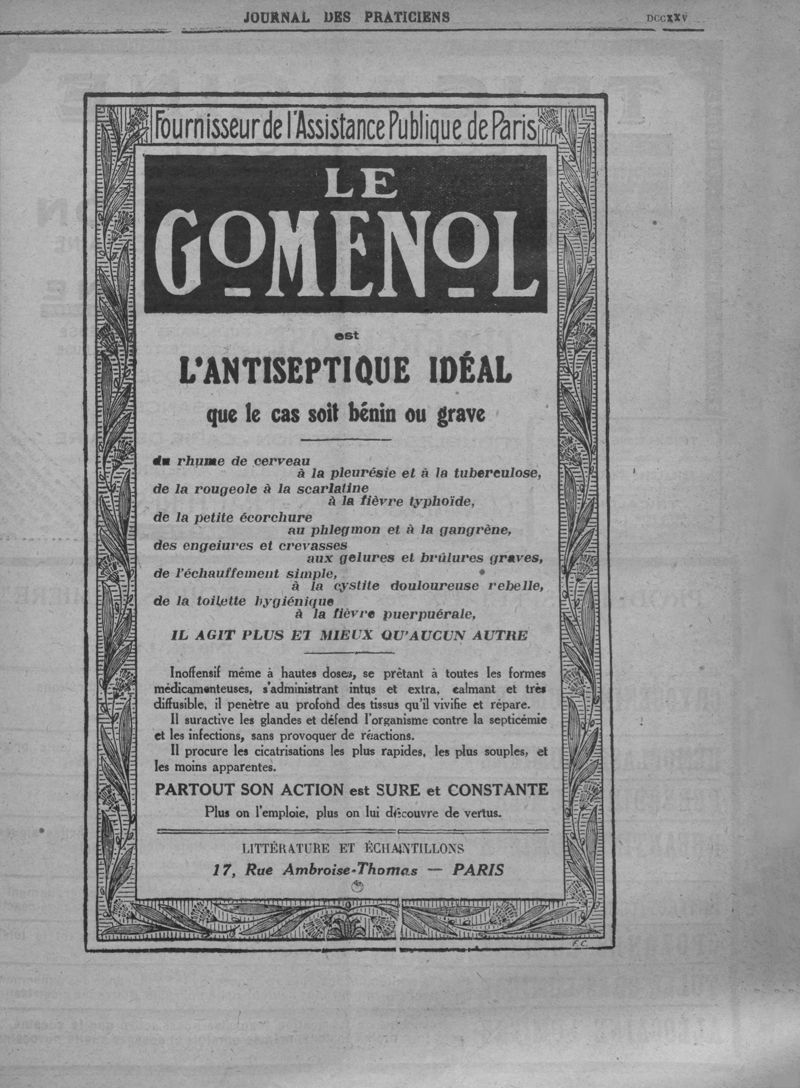 JOURNAL DES PRATICIENS
DCCXXV
Fournisseur de l'Assistance Publique de Paris
LE
GOMENOL
est
L'ANTISEPTIQUE IDÉAL
que le cas soit bénin ou grave
du rhume de cerveau
à la pleurésie et à la tuberculose,
de la rougeole à la scarlatine
à la fièvre typhoïde,
de la petite écorchure
au phlegmon et à la gangrène,
des engelures et crevasses
aux gelures et brûlures graves,
de l'échauffement simple,
à la cystite douloureuse rebelle,
de la toilette hygiénique
à la fièvre puerpuérale,
IL AGIT PLUS ET MIEUX QU'AUCUN AUTRE
Inoffensif même à hautes doses, se prêtant à toutes les formes
médicamenteuses, s'administrant intus et extra, calmant et très
diffusible, il penètre au profond des tissus qu'il vivifie et répare.
Il suractive les glandes et défend l'organisme contre la septicémie
et les infections, sans provoquer de réactions.
Il procure les cicatrisations les plus rapides, les plus souples, et
les moins apparentes.
PARTOUT SON ACTION est SURE et CONSTANTE
Plus on l'emploie, plus on lui découvre de vertus.
LITTÉRATURE ET ÉCHANTILLONS
17, Rue Ambroise-Thomas — PARIS
F.C.